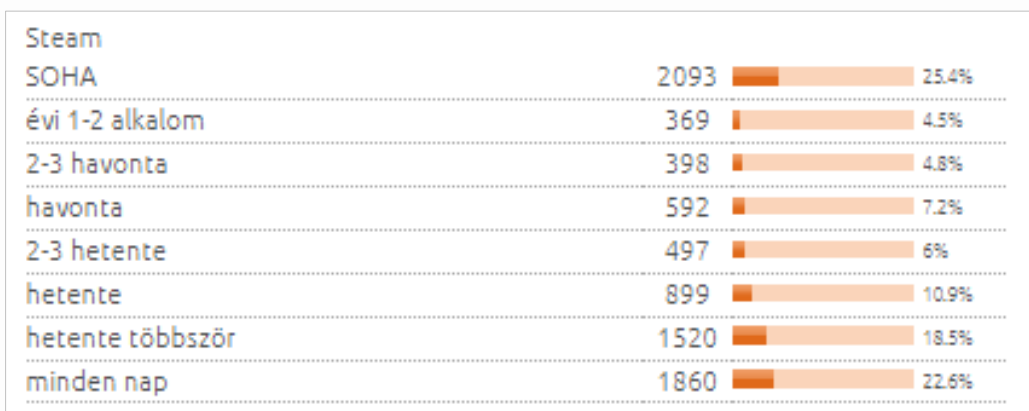 Steam
SOHA 2093 25.4%
évi 1-2 alkalom 369 4.5%
2-3 havonta 398 4.8%
havonta 592 7.2%
2-3 hetente 497 6%
hetente 899 10.9%
hetente többször 1520 18.5%
minden nap 1860 22.6%